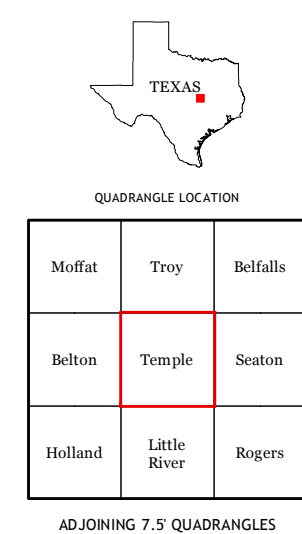 TEXAS
QUADRANGLE LOCATION
Moffat Troy Belfalls
Belton Temple Seaton
Holland Little River Rogers
ADJOINING 7.5' QUADRANGLES